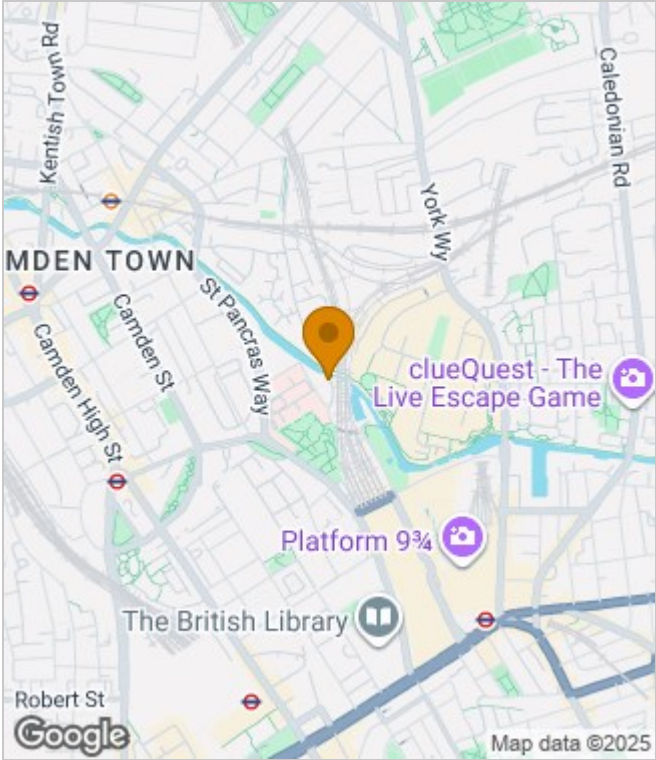 Kentish Town Rd
Caledonian Rd
York Wy
MDEN TOWN
St Pancras Way
Camden St
Camden High St
clueQuest - The
Live Escape Game
Platform 9¾
The British Library
Robert St
Google
Map data ©2025